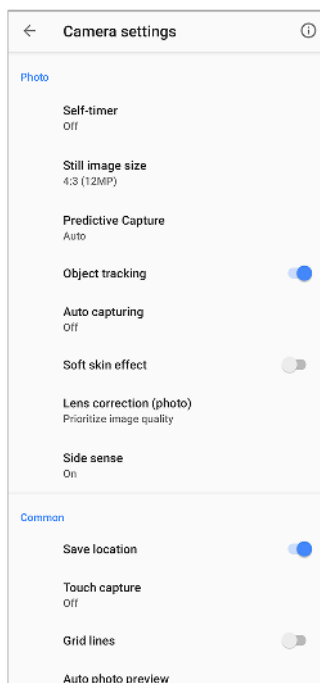 Camera settings
Photo
Self-timer
Off
Still image size
4:3 (12MP)
Predictive Capture
Auto
Object tracking
Auto capturing
Off
Soft skin effect
Lens correction (photo)
Prioritize image quality
Side sense
On
Common
Save location
Touch capture
Off
Grid lines
Auto photo preview